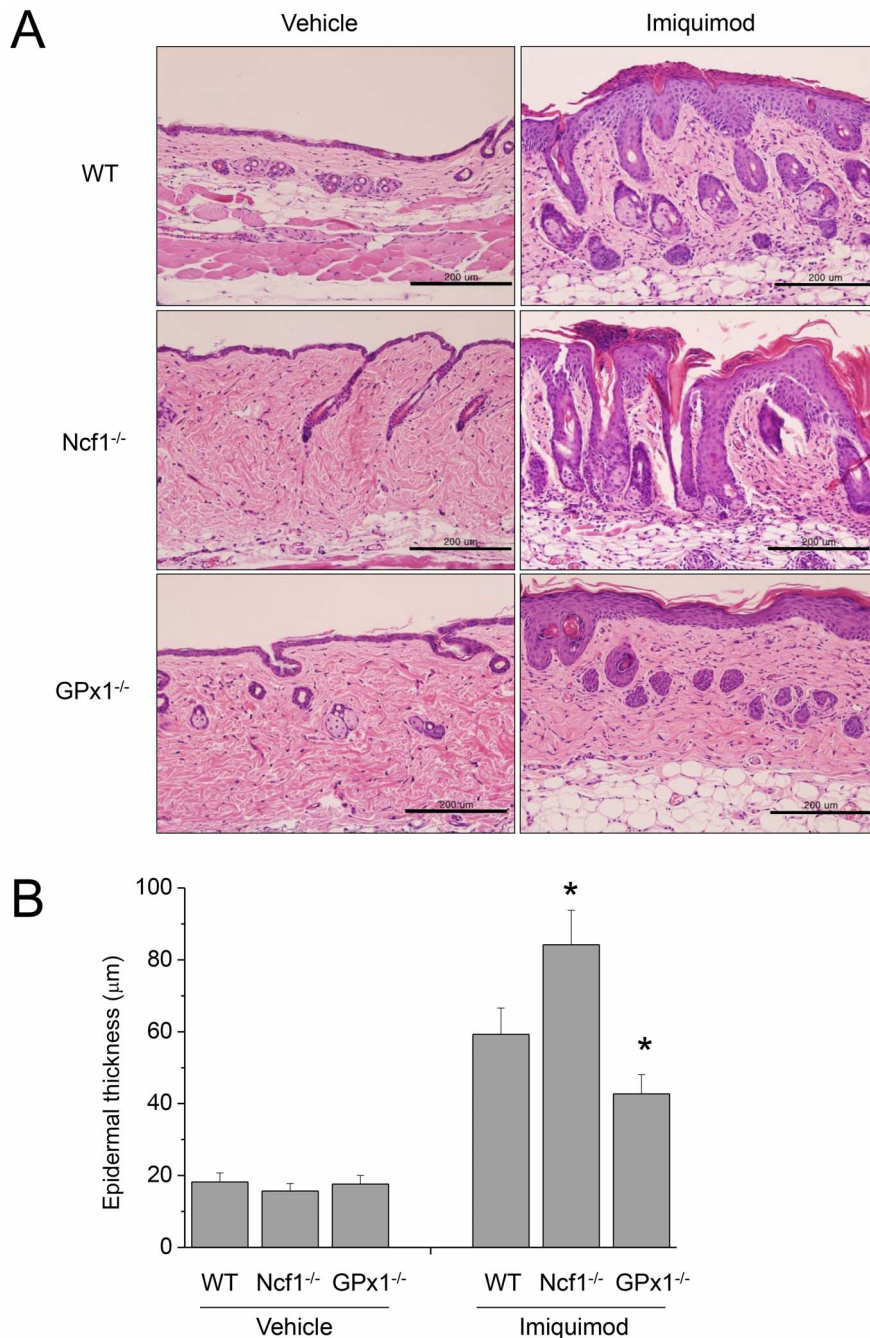 A
Vehicle Imiquimod
WT
200 um 200 um
Ncf1-/-
200 um 200 um
GPx1-/-
200 um 200 um
B
Epidermal thickness (μm)
100
80
60
40
20
0
* *
WT Ncf1-/- GPx1-/- WT Ncf1-/- GPx1-/-
Vehicle Imiquimod